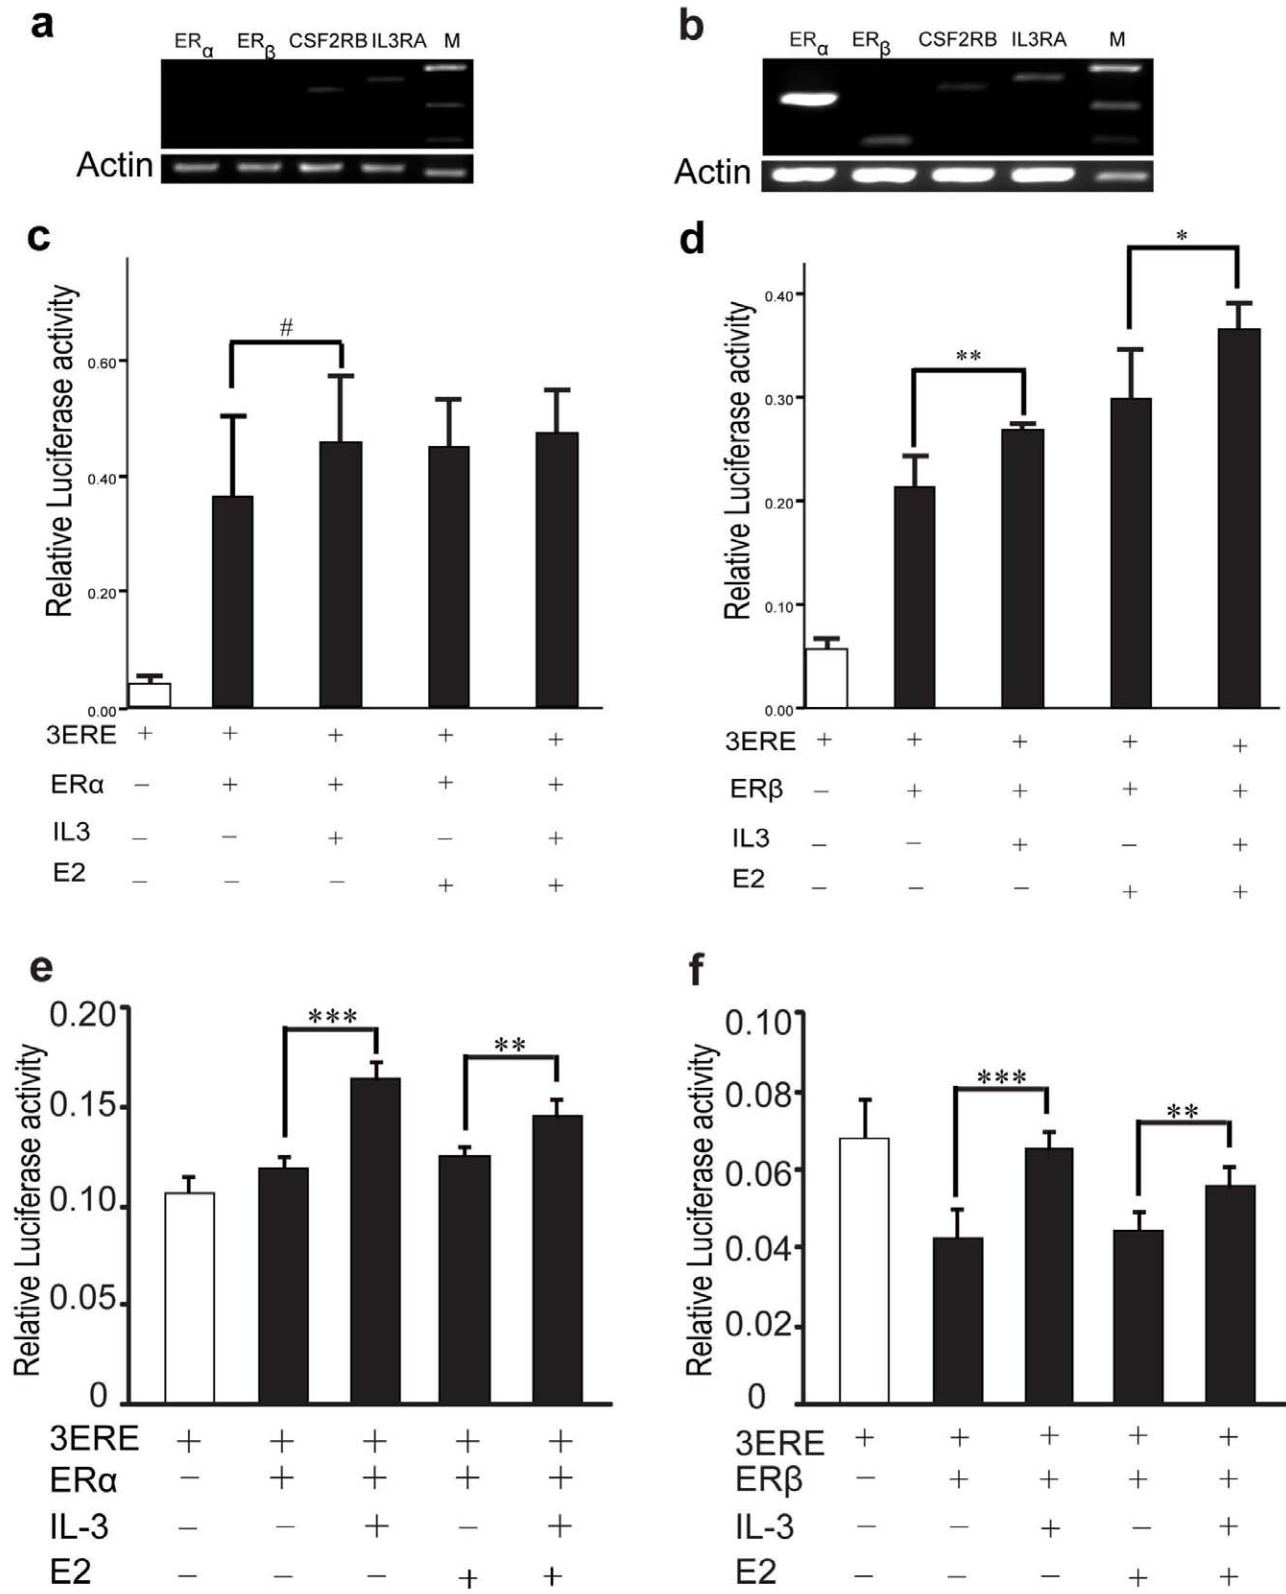 a
ERα ERβ CSF2RB IL3RA M
Actin
b
ERα ERβ CSF2RB IL3RA M
Actin
c
Relative Luciferase activity
0.60
0.40
0.20
0.00
#
3ERE + + + + +
ERα – + + + +
IL3 – – + – +
E2 – – – + +
d
Relative Luciferase activity
0.40
0.30
0.20
0.10
0.00
**
*
3ERE + + + + +
ERβ – + + + +
IL3 – – + – +
E2 – – – + +
e
Relative Luciferase activity
0.20
0.15
0.10
0.05
0
***
**
3ERE + + + + +
ERα – + + + +
IL-3 – – + – +
E2 – – – + +
f
Relative Luciferase activity
0.10
0.08
0.06
0.04
0.02
0
***
**
3ERE + + + + +
ERβ – + + + +
IL-3 – – + – +
E2 – – – + +